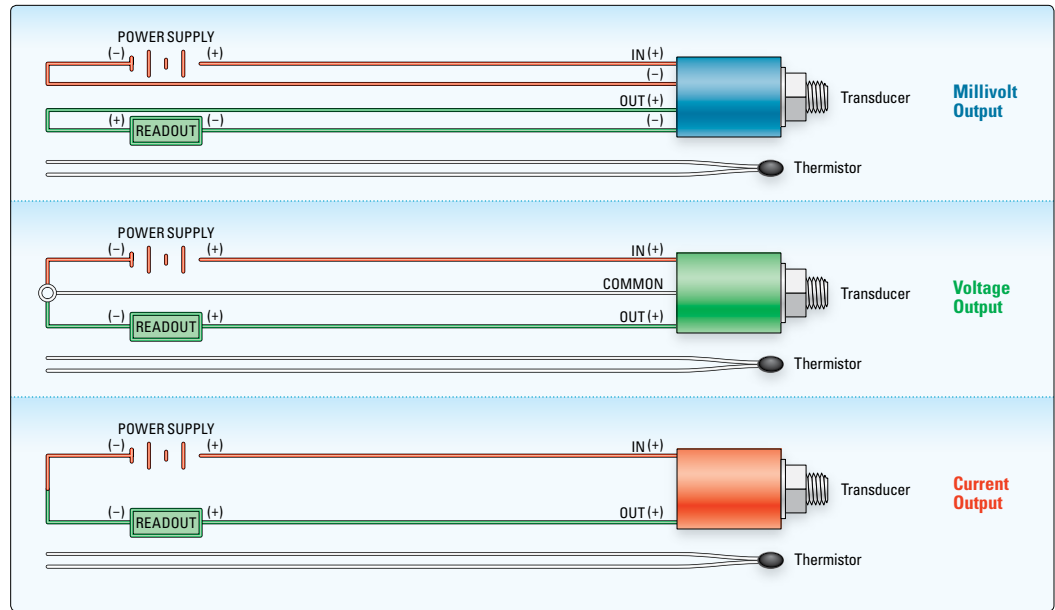 POWER SUPPLY
(−) (+) IN (+)
(−)
OUT (+)
(+) READOUT (−) (−)
Transducer
Millivolt
Output
Thermistor
POWER SUPPLY
(−) (+) IN (+)
COMMON
(−) READOUT (+) OUT (+)
Transducer
Voltage
Output
Thermistor
POWER SUPPLY
(−) (+) IN (+)
(−) READOUT (+) OUT (+)
Transducer
Current
Output
Thermistor